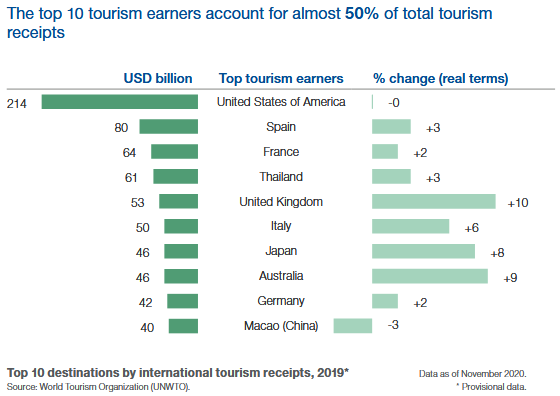 The top 10 tourism earners account for almost 50% of total tourism
receipts
USD billion Top tourism earners % change (real terms)
214 United States of America -0
80 Spain +3
64 France +2
61 Thailand +3
53 United Kingdom +10
50 Italy +6
46 Japan +8
46 Australia +9
42 Germany +2
40 Macao (China) -3
Top 10 destinations by international tourism receipts, 2019* Data as of November 2020.
Source: World Tourism Organization (UNWTO). * Provisional data.